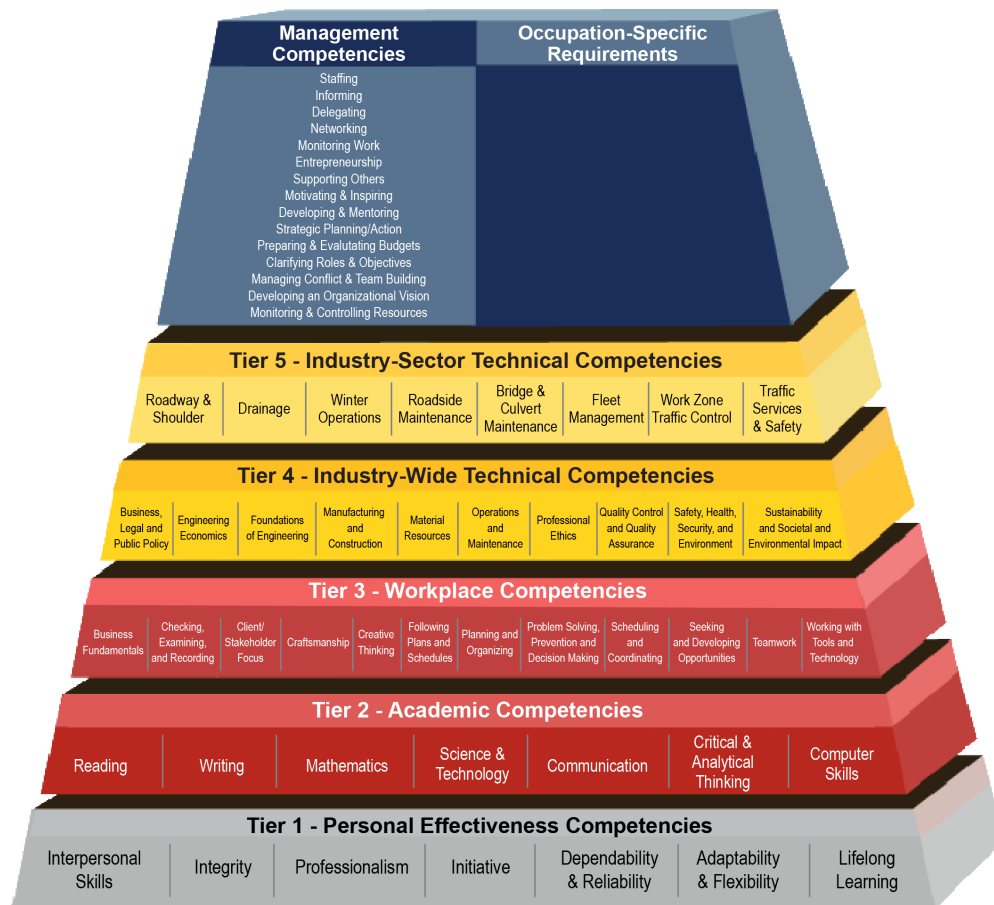 Management
Competencies
Occupation-Specific
Requirements
Staffing
Informing
Delegating
Networking
Monitoring Work
Entrepreneurship
Supporting Others
Motivating & Inspiring
Developing & Mentoring
Strategic Planning/Action
Preparing & Evalutating Budgets
Clarifying Roles & Objectives
Managing Conflict & Team Building
Developing an Organizational Vision
Monitoring & Controlling Resources
Tier 5 - Industry-Sector Technical Competencies
Roadway &
Shoulder
Drainage
Winter
Operations
Roadside
Maintenance
Bridge &
Culvert
Maintenance
Fleet
Management
Work Zone
Traffic Control
Traffic
Services
& Safety
Tier 4 - Industry-Wide Technical Competencies
Business,
Legal and
Public Policy
Engineering
Economics
Foundations
of Engineering
Manufacturing
and
Construction
Material
Resources
Operations
and
Maintenance
Professional
Ethics
Quality Control
and Quality
Assurance
Safety, Health,
Security, and
Environment
Sustainability
and Societal and
Environmental Impact
Tier 3 - Workplace Competencies
Business
Fundamentals
Checking,
Examining,
and Recording
Client/
Stakeholder
Focus
Craftsmanship
Creative
Thinking
Following
Plans and
Schedules
Planning and
Organizing
Problem Solving,
Prevention and
Decision Making
Scheduling
and
Coordinating
Seeking
and Developing
Opportunities
Teamwork
Working with
Tools and
Technology
Tier 2 - Academic Competencies
Reading
Writing
Mathematics
Science &
Technology
Communication
Critical &
Analytical
Thinking
Computer
Skills
Tier 1 - Personal Effectiveness Competencies
Interpersonal
Skills
Integrity
Professionalism
Initiative
Dependability
& Reliability
Adaptability
& Flexibility
Lifelong
Learning